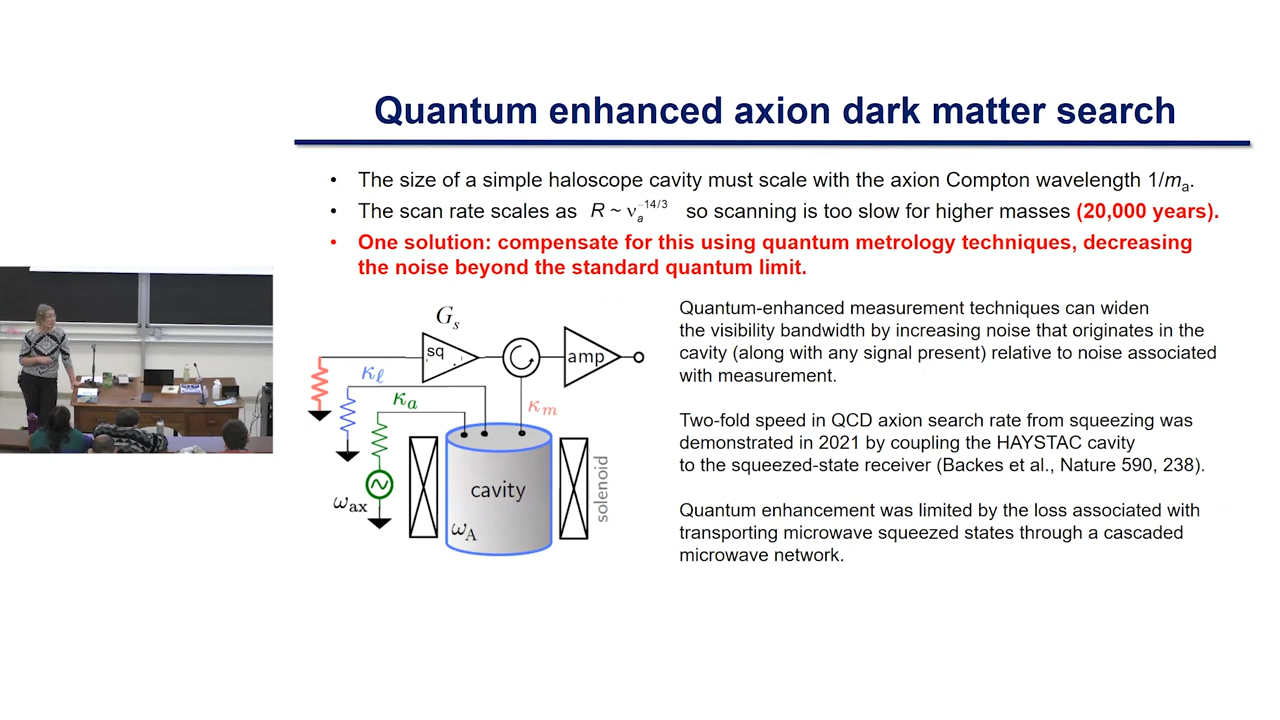 Quantum enhanced axion dark matter search
• The size of a simple haloscope cavity must scale with the axion Compton wavelength 1/mₐ.
• The scan rate scales as R ~ νₐ^-14/3 so scanning is too slow for higher masses (20,000 years).
• One solution: compensate for this using quantum metrology techniques, decreasing
the noise beyond the standard quantum limit.
Gₛ
sq
amp
κℓ
κₐ
κₘ
ω_ax
cavity
ω_A
solenoid
Quantum-enhanced measurement techniques can widen
the visibility bandwidth by increasing noise that originates in the
cavity (along with any signal present) relative to noise associated
with measurement.
Two-fold speed in QCD axion search rate from squeezing was
demonstrated in 2021 by coupling the HAYSTAC cavity
to the squeezed-state receiver (Backes et al., Nature 590, 238).
Quantum enhancement was limited by the loss associated with
transporting microwave squeezed states through a cascaded
microwave network.